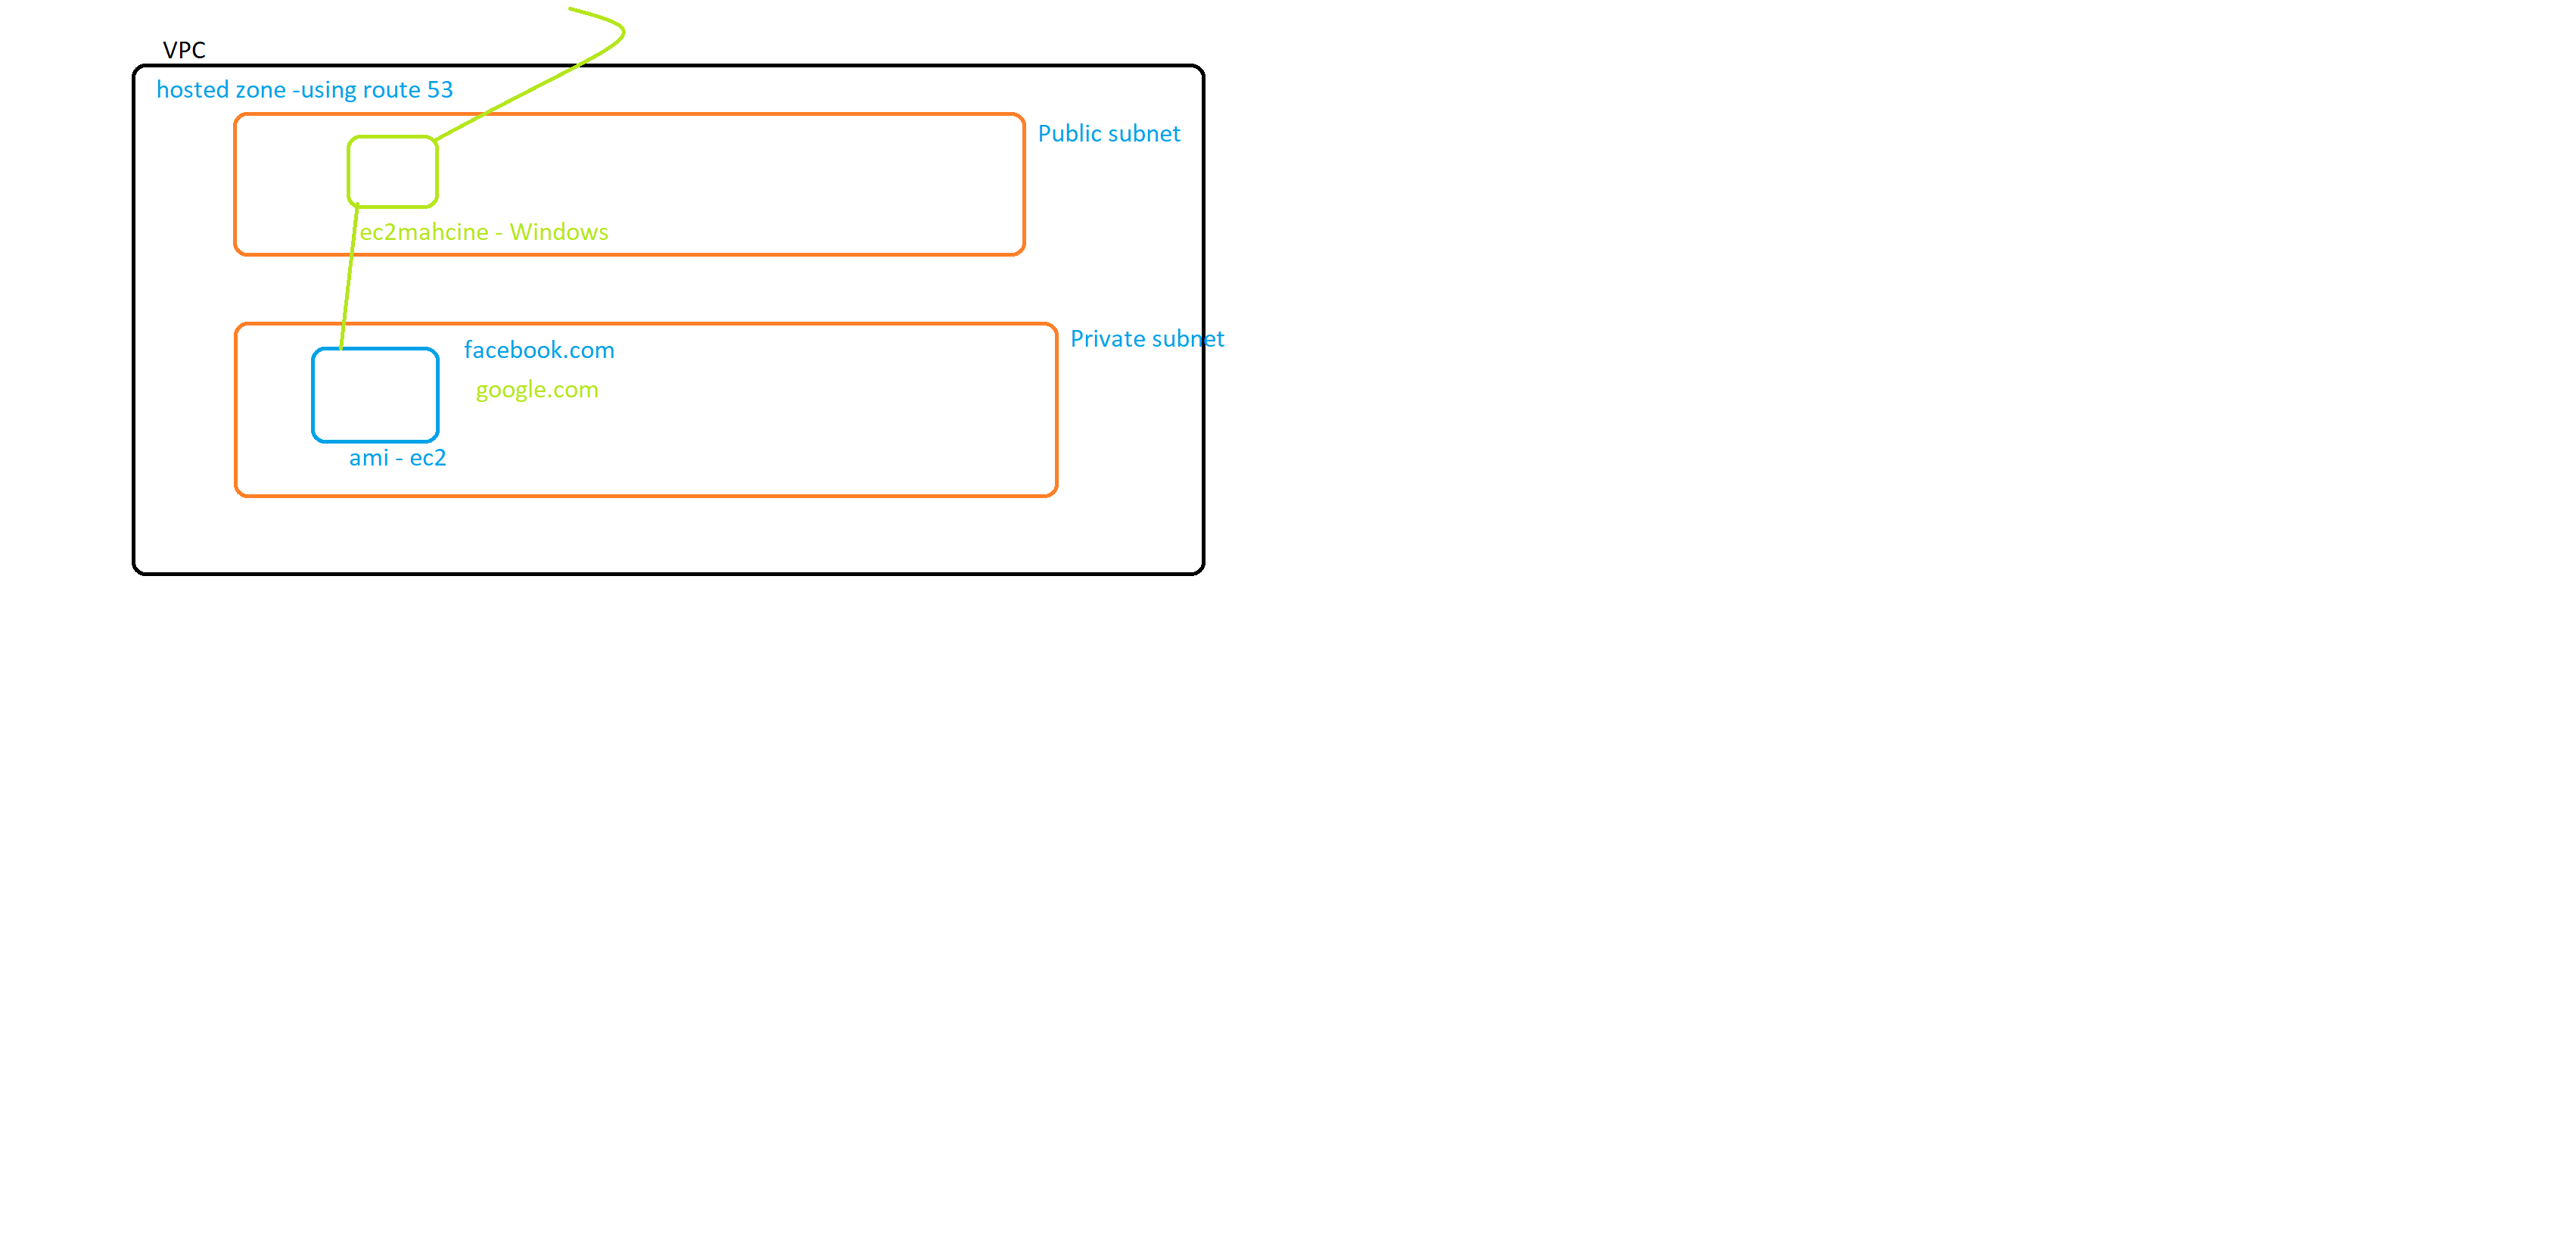 VPC
hosted zone -using route 53
Public subnet
ec2mahcine - Windows
Private subnet
facebook.com
google.com
ami - ec2